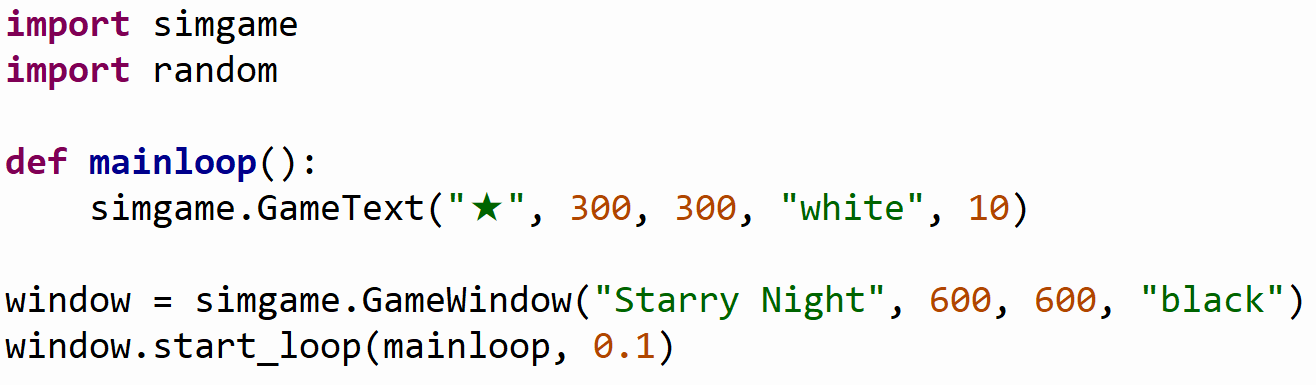 import simgame
import random
def mainloop():
    simgame.GameText("★", 300, 300, "white", 10)
window = simgame.GameWindow("Starry Night", 600, 600, "black")
window.start_loop(mainloop, 0.1)